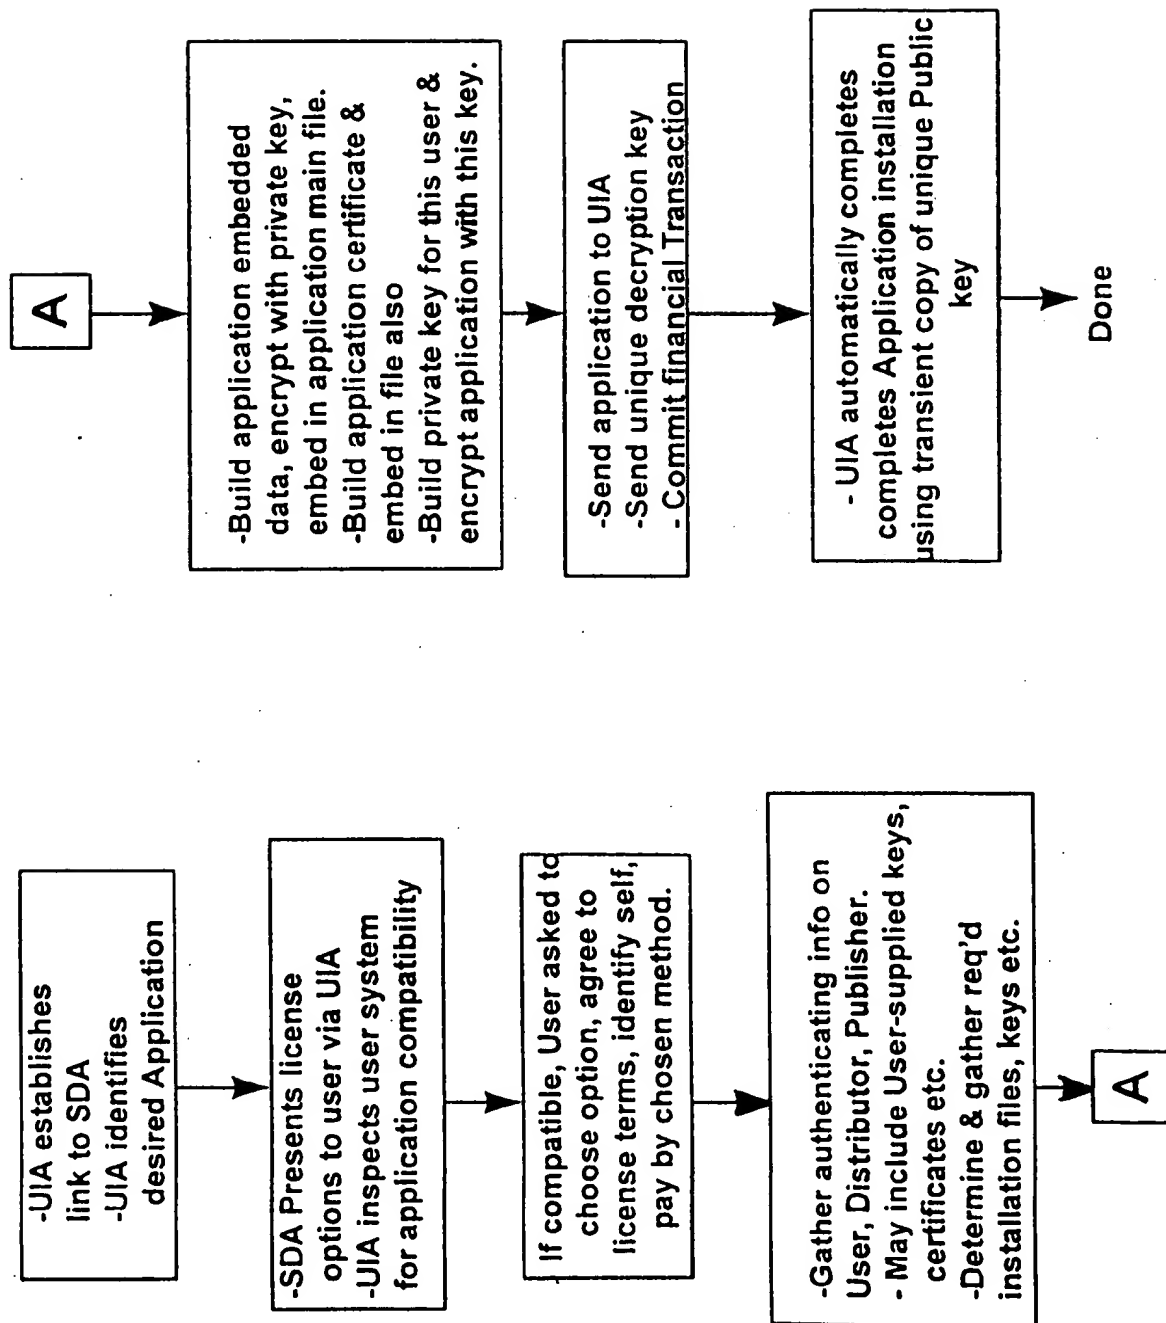 -UIA establishes
link to SDA
-UIA identifies
desired Application
-SDA Presents license
options to user via UIA
-UIA inspects user system
for application compatibility
If compatible, User asked to
choose option, agree to
license terms, identify self,
pay by chosen method.
-Gather authenticating info on
User, Distributor, Publisher.
- May include User-supplied keys,
certificates etc.
-Determine & gather req'd
installation files, keys etc.
A
A
-Build application embedded
data, encrypt with private key,
embed in application main file.
-Build application certificate &
embed in file also
-Build private key for this user &
encrypt application with this key.
-Send application to UIA
-Send unique decryption key
- Commit financial Transaction
- UIA automatically completes
completes Application installation
using transient copy of unique Public
key
Done